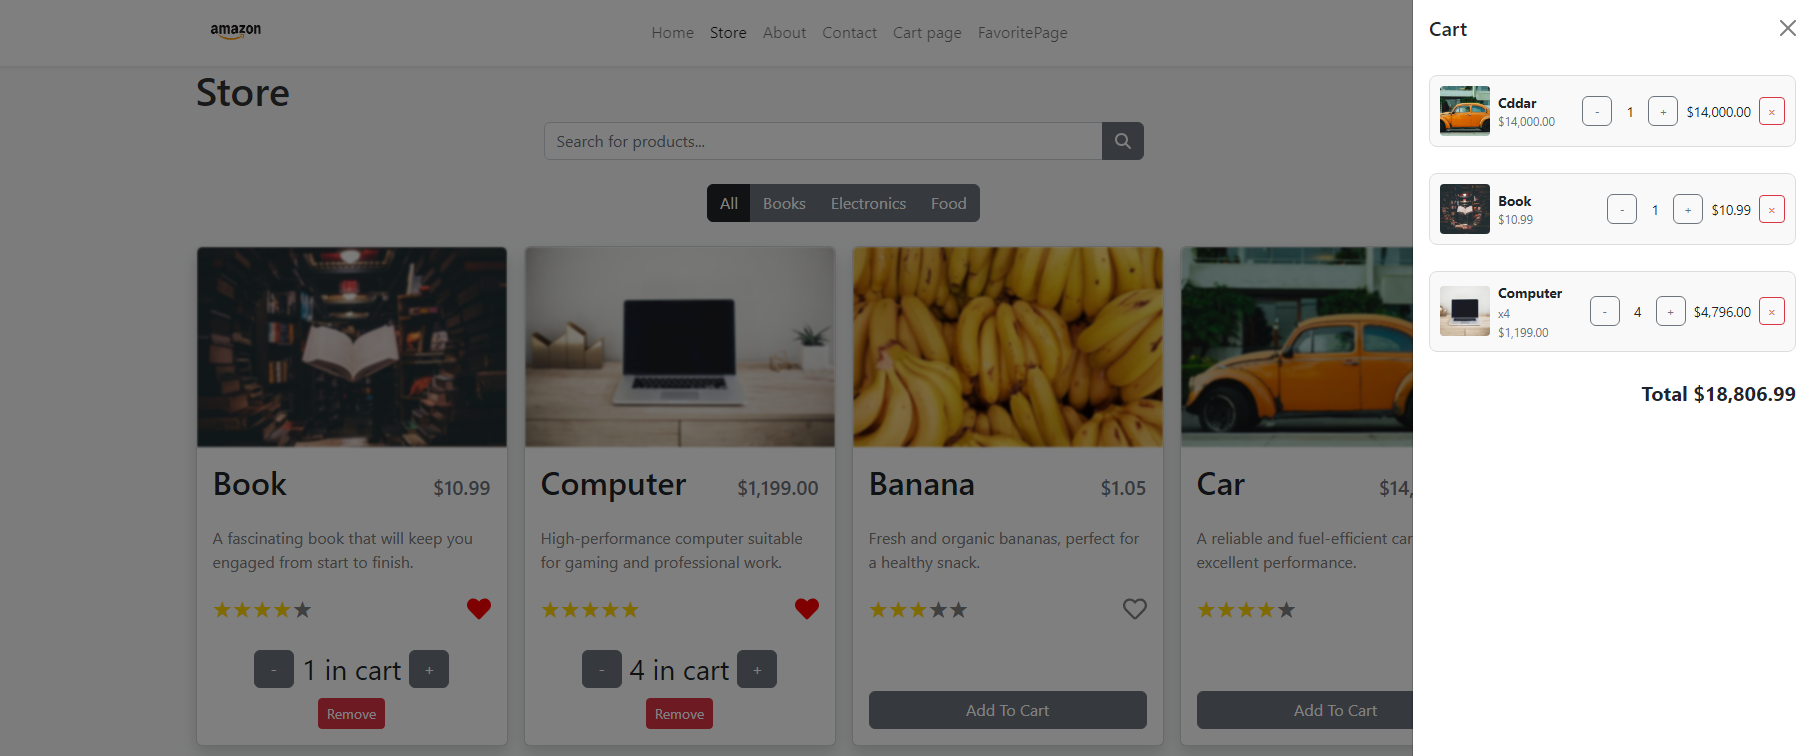 amazon
Home Store About Contact Cart page FavoritePage
Store
Search for products...
All Books Electronics Food
Book $10.99
A fascinating book that will keep you
engaged from start to finish.
- 1 in cart +
Remove
Computer $1,199.00
High-performance computer suitable
for gaming and professional work.
- 4 in cart +
Remove
Banana $1.05
Fresh and organic bananas, perfect for
a healthy snack.
Add To Cart
Car $14,
A reliable and fuel-efficient car
excellent performance.
Add To Cart
Cart
Cddar
$14,000.00
- 1 + $14,000.00 ×
Book
$10.99
- 1 + $10.99 ×
Computer
x4
$1,199.00
- 4 + $4,796.00 ×
Total $18,806.99